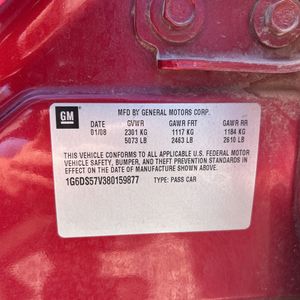 GM
MFD BY GENERAL MOTORS CORP.
DATE GVWR GAWR FRT GAWR RR
01/08 2301 KG 1117 KG 1184 KG
5073 LB 2463 LB 2610 LB
THIS VEHICLE CONFORMS TO ALL APPLICABLE U.S. FEDERAL MOTOR
VEHICLE SAFETY, BUMPER, AND THEFT PREVENTION STANDARDS
IN EFFECT ON THE DATE OF MANUFACTURE SHOWN ABOVE.
1G6DS57V380159877
TYPE: PASS CAR